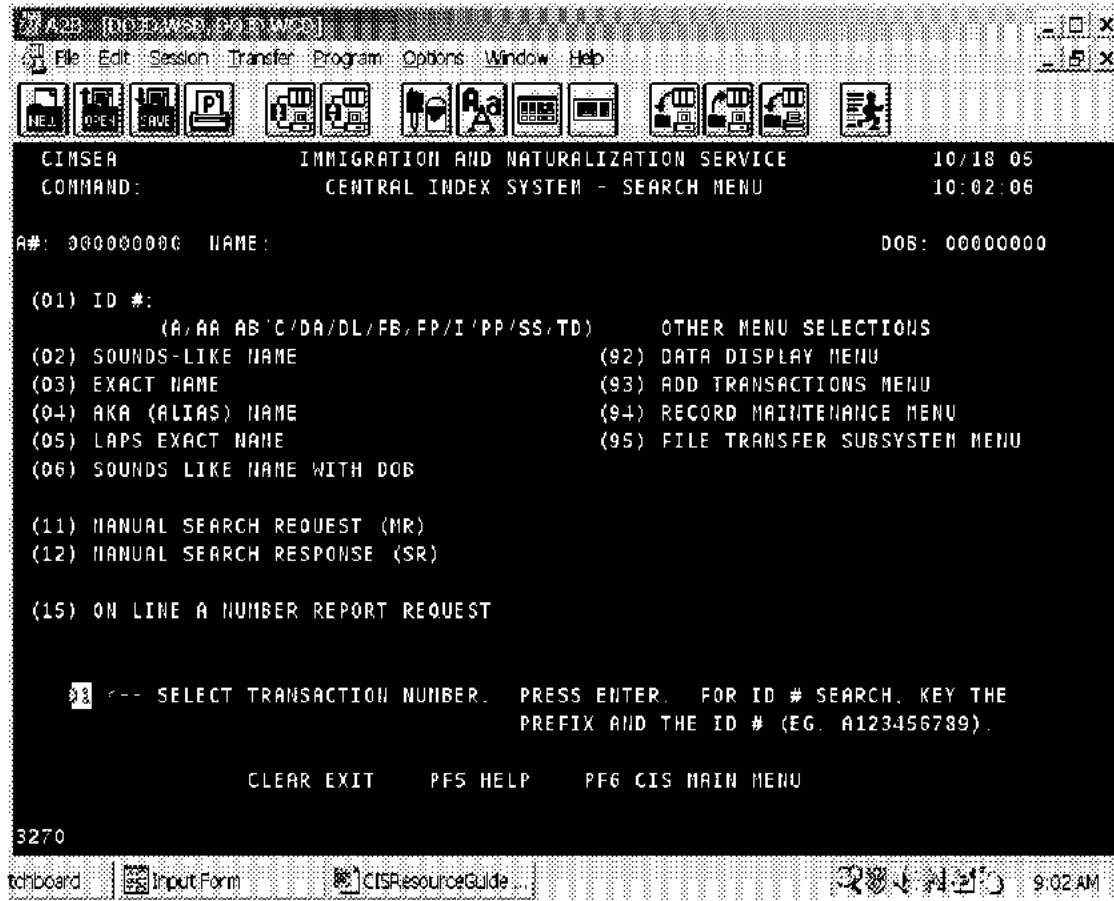 File Edit Session Transfer Program Options Window Help
NEW OPEN SAVE
CIMSEA IMMIGRATION AND NATURALIZATION SERVICE 10/18 05
COMMAND: CENTRAL INDEX SYSTEM - SEARCH MENU 10:02:06
A#: 000000000 NAME: DOB: 00000000
(01) ID #:
(A/AA AB/C/DA/DL/FB/FP/I/PP/SS/TD) OTHER MENU SELECTIONS
(02) SOUNDS-LIKE NAME (92) DATA DISPLAY MENU
(03) EXACT NAME (93) ADD TRANSACTIONS MENU
(04) AKA (ALIAS) NAME (94) RECORD MAINTENANCE MENU
(05) LAPS EXACT NAME (95) FILE TRANSFER SUBSYSTEM MENU
(06) SOUNDS LIKE NAME WITH DOB
(11) MANUAL SEARCH REQUEST (MR)
(12) MANUAL SEARCH RESPONSE (SR)
(15) ON LINE A NUMBER REPORT REQUEST
<-- SELECT TRANSACTION NUMBER. PRESS ENTER. FOR ID # SEARCH, KEY THE
PREFIX AND THE ID # (EG. A123456789).
CLEAR EXIT PF5 HELP PF6 CIS MAIN MENU
3270
tchboard Input Form CISResourceGuide ... 9:02 AM